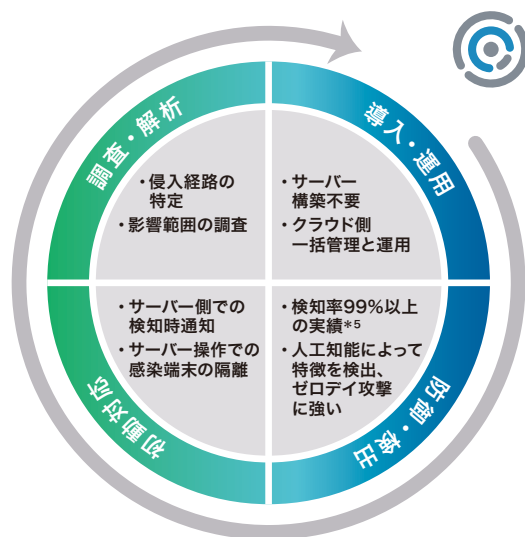 調査・解析
・侵入経路の
特定
・影響範囲の調査
導入・運用
・サーバー
構築不要
・クラウド側
一括管理と運用
初動対応
・サーバー側での
検知時通知
・サーバー操作での
感染端末の隔離
防御・検出
・検知率99%以上
の実績*5
・人工知能によって
特徴を検出、
ゼロデイ攻撃
に強い